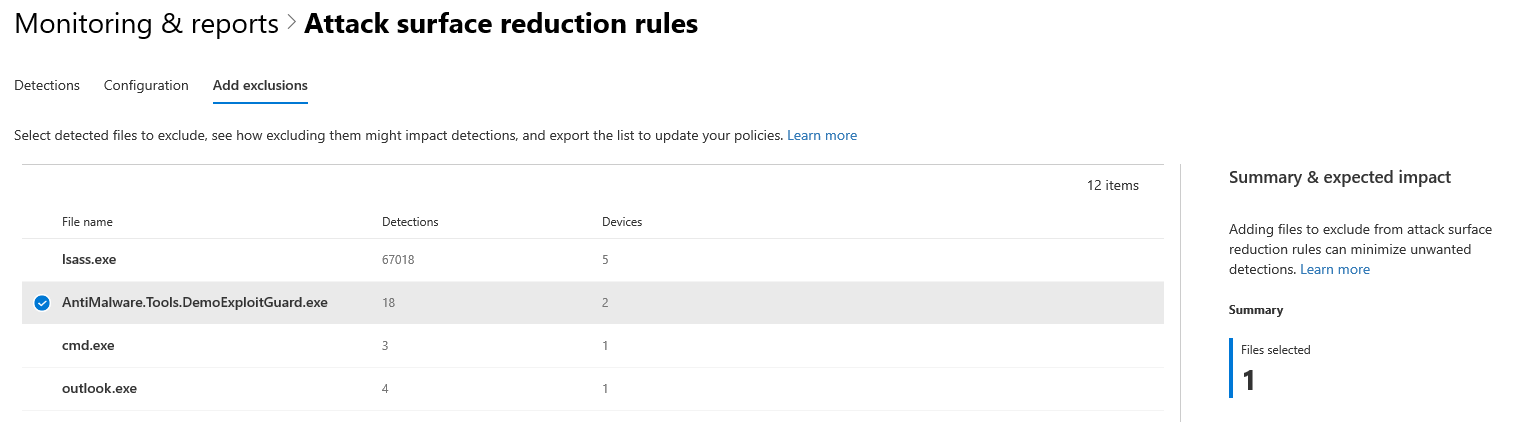 Monitoring & reports > Attack surface reduction rules
Detections Configuration Add exclusions
Select detected files to exclude, see how excluding them might impact detections, and export the list to update your policies. Learn more
12 items
File name Detections Devices
lsass.exe 67018 5
AntiMalware.Tools.DemoExploitGuard.exe 18 2
cmd.exe 3 1
outlook.exe 4 1
Summary & expected impact
Adding files to exclude from attack surface
reduction rules can minimize unwanted
detections. Learn more
Summary
Files selected
1